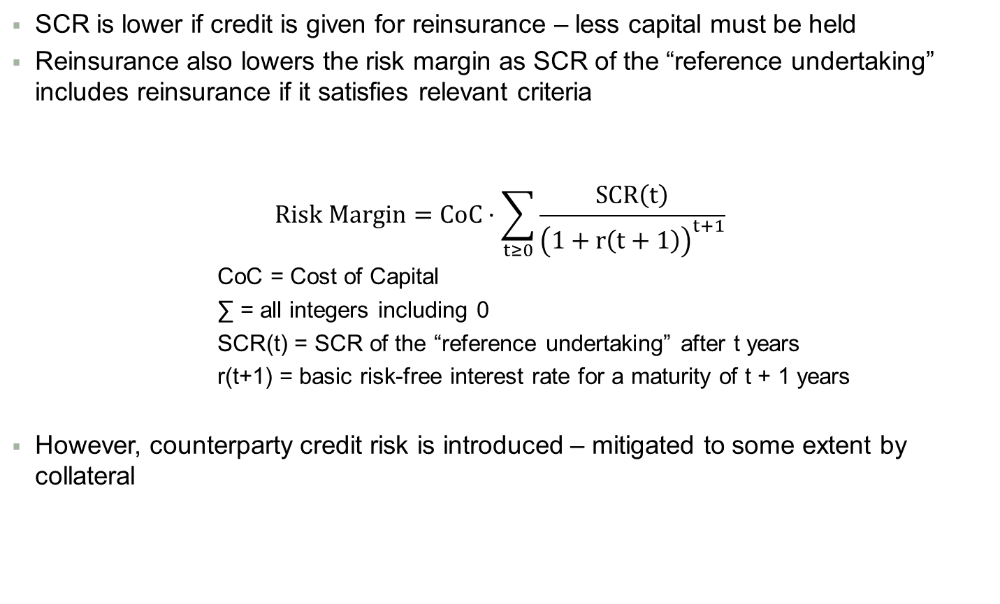 ▪ SCR is lower if credit is given for reinsurance – less capital must be held
▪ Reinsurance also lowers the risk margin as SCR of the “reference undertaking”
includes reinsurance if it satisfies relevant criteria
Risk Margin = CoC · ∑ t≥0 SCR(t) / (1 + r(t + 1))^t+1
CoC = Cost of Capital
∑ = all integers including 0
SCR(t) = SCR of the “reference undertaking” after t years
r(t+1) = basic risk-free interest rate for a maturity of t + 1 years
▪ However, counterparty credit risk is introduced – mitigated to some extent by
collateral